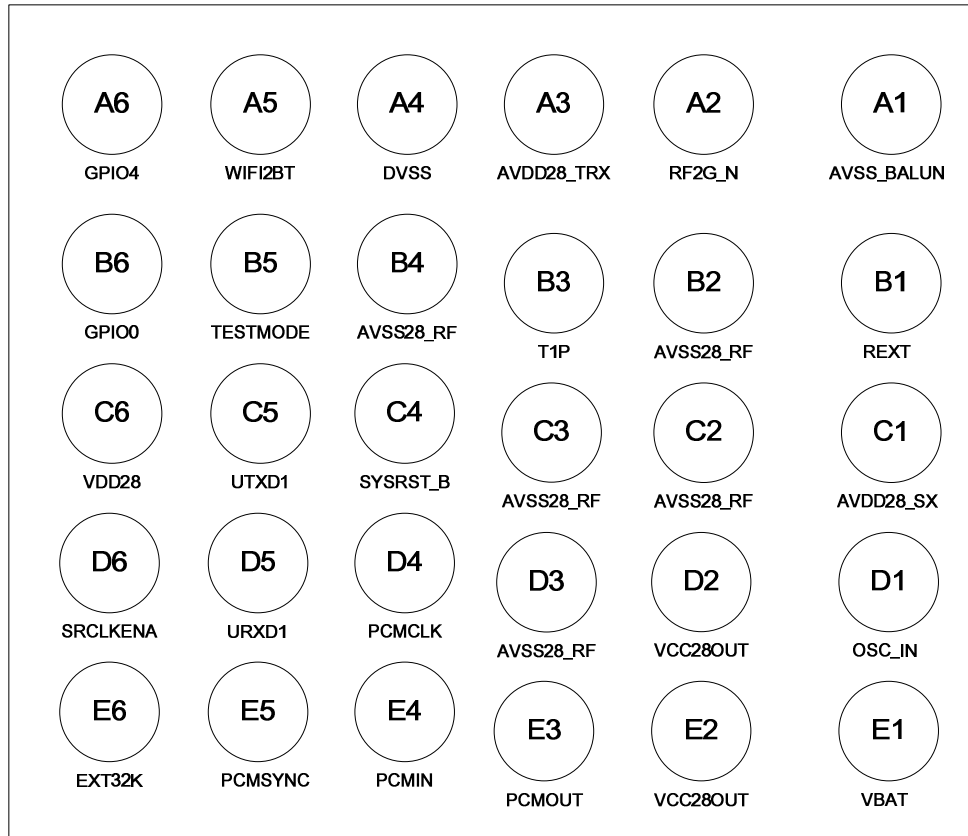 A6 A5 A4 A3 A2 A1
GPIO4 WIFI2BT DVSS AVDD28_TRX RF2G_N AVSS_BALUN
B6 B5 B4 B3 B2 B1
GPIO0 TESTMODE AVSS28_RF T1P AVSS28_RF REXT
C6 C5 C4 C3 C2 C1
VDD28 UTXD1 SYSRST_B AVSS28_RF AVSS28_RF AVDD28_SX
D6 D5 D4 D3 D2 D1
SRCLKENA URXD1 PCMCLK AVSS28_RF VCC28OUT OSC_IN
E6 E5 E4 E3 E2 E1
EXT32K PCMSYNC PCMIN PCMOUT VCC28OUT VBAT